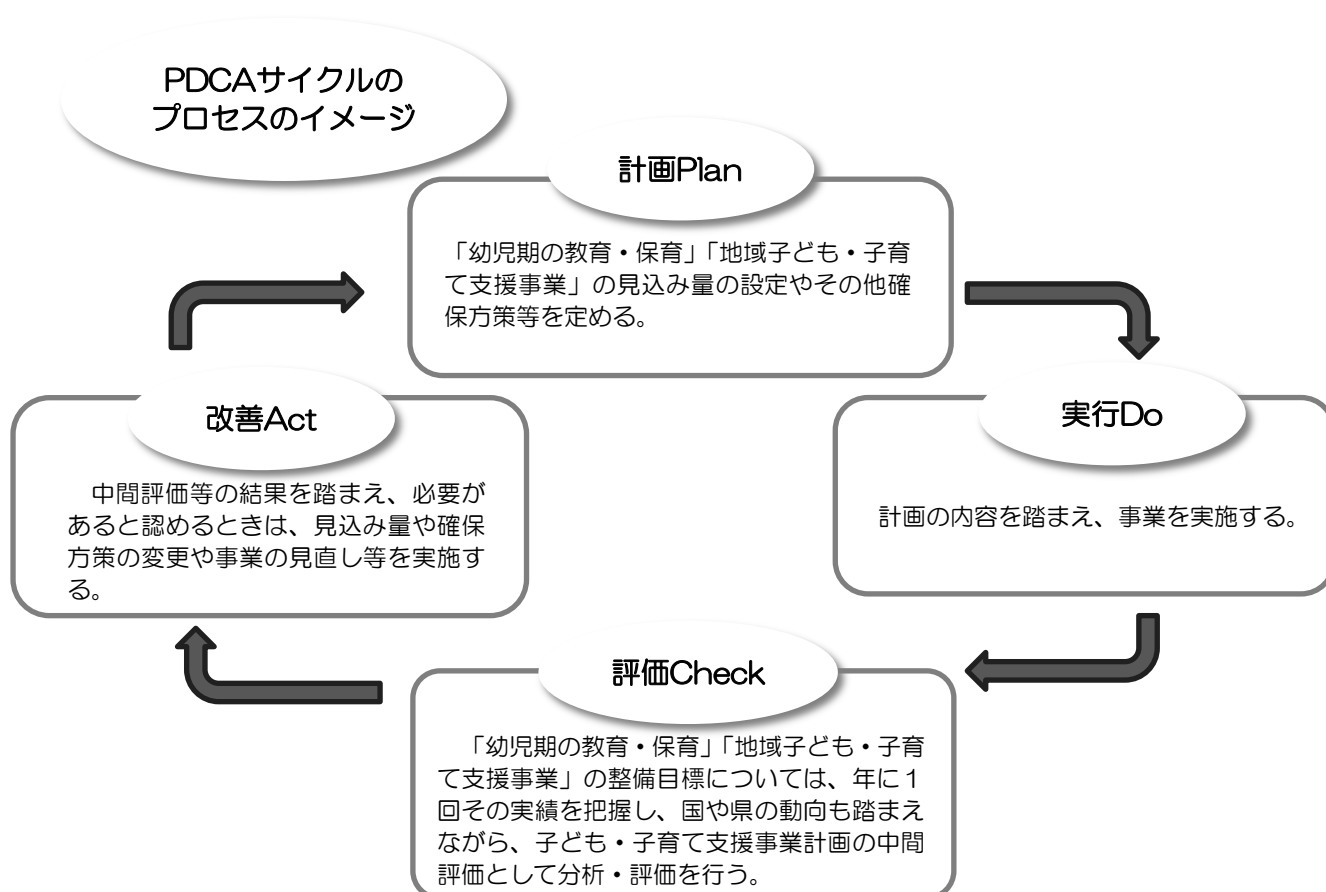 PDCAサイクルの
プロセスのイメージ
計画Plan
「幼児期の教育・保育」「地域子ども・子育
て支援事業」の見込み量の設定やその他確
保方策等を定める。
改善Act
中間評価等の結果を踏まえ、必要が
あると認めるときは、見込み量や確保
方策の変更や事業の見直し等を実施す
る。
実行Do
計画の内容を踏まえ、事業を実施する。
評価Check
「幼児期の教育・保育」「地域子ども・子育
て支援事業」の整備目標については、年に１
回その実績を把握し、国や県の動向も踏まえ
ながら、子ども・子育て支援事業計画の中間
評価として分析・評価を行う。